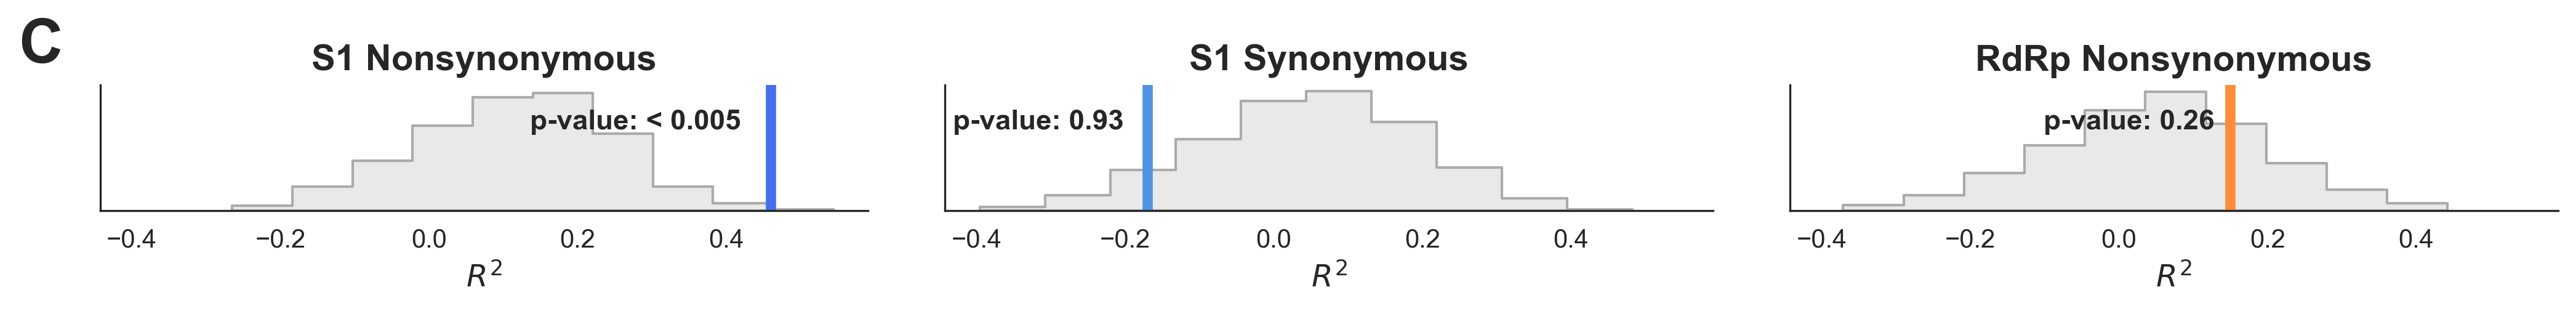 C
S1 Nonsynonymous
p-value: < 0.005
−0.4 −0.2 0.0 0.2 0.4
R²
S1 Synonymous
p-value: 0.93
−0.4 −0.2 0.0 0.2 0.4
R²
RdRp Nonsynonymous
p-value: 0.26
−0.4 −0.2 0.0 0.2 0.4
R²